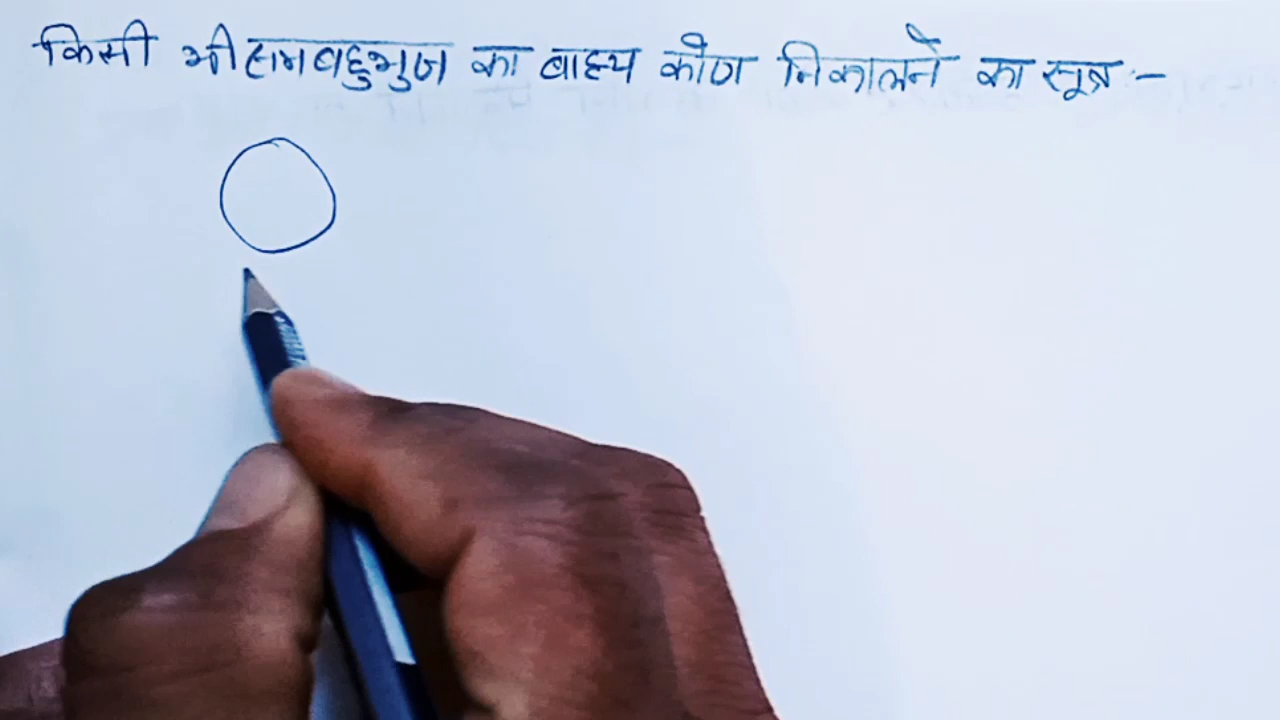 किसी भी समबहुभुज का बाह्य कोण निकालने का सूत्र :-